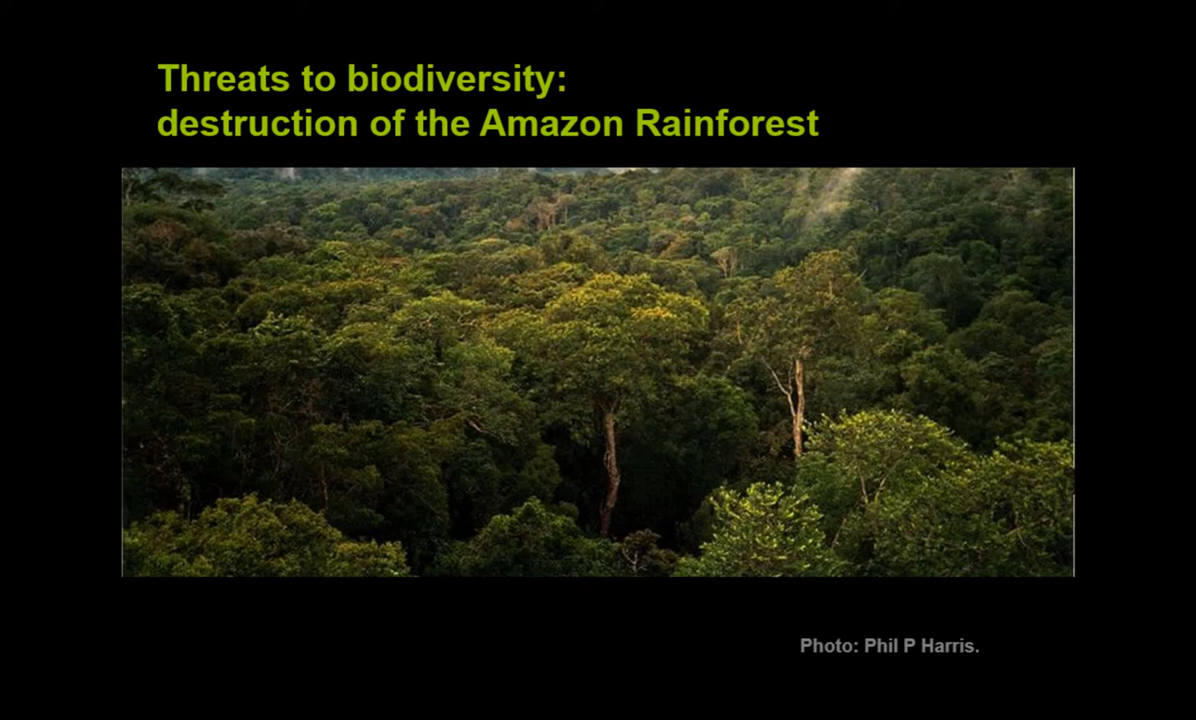 Threats to biodiversity:
destruction of the Amazon Rainforest
Photo: Phil P Harris.